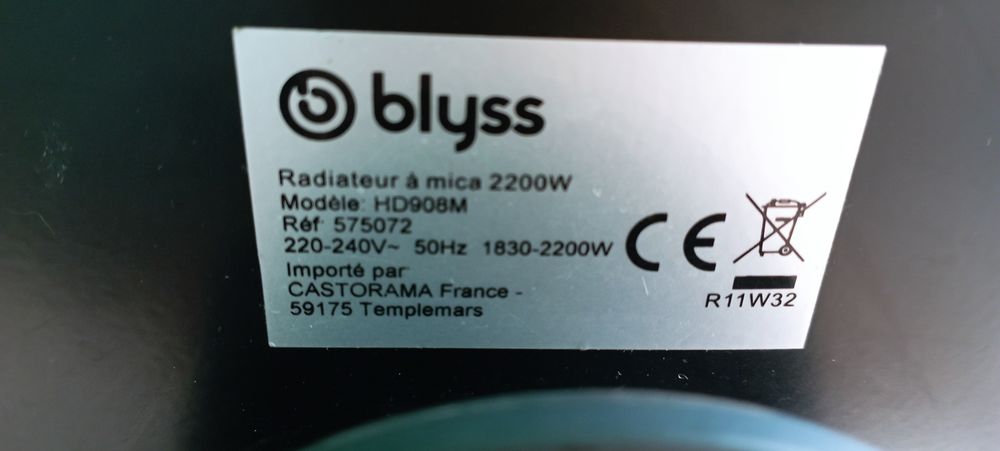 blyss
Radiateur à mica 2200W
Modèle: HD908M
Réf 575072
220-240V~ 50Hz 1830-2200W
CE
Importé par
CASTORAMA France -
59175 Templemars
R11W32